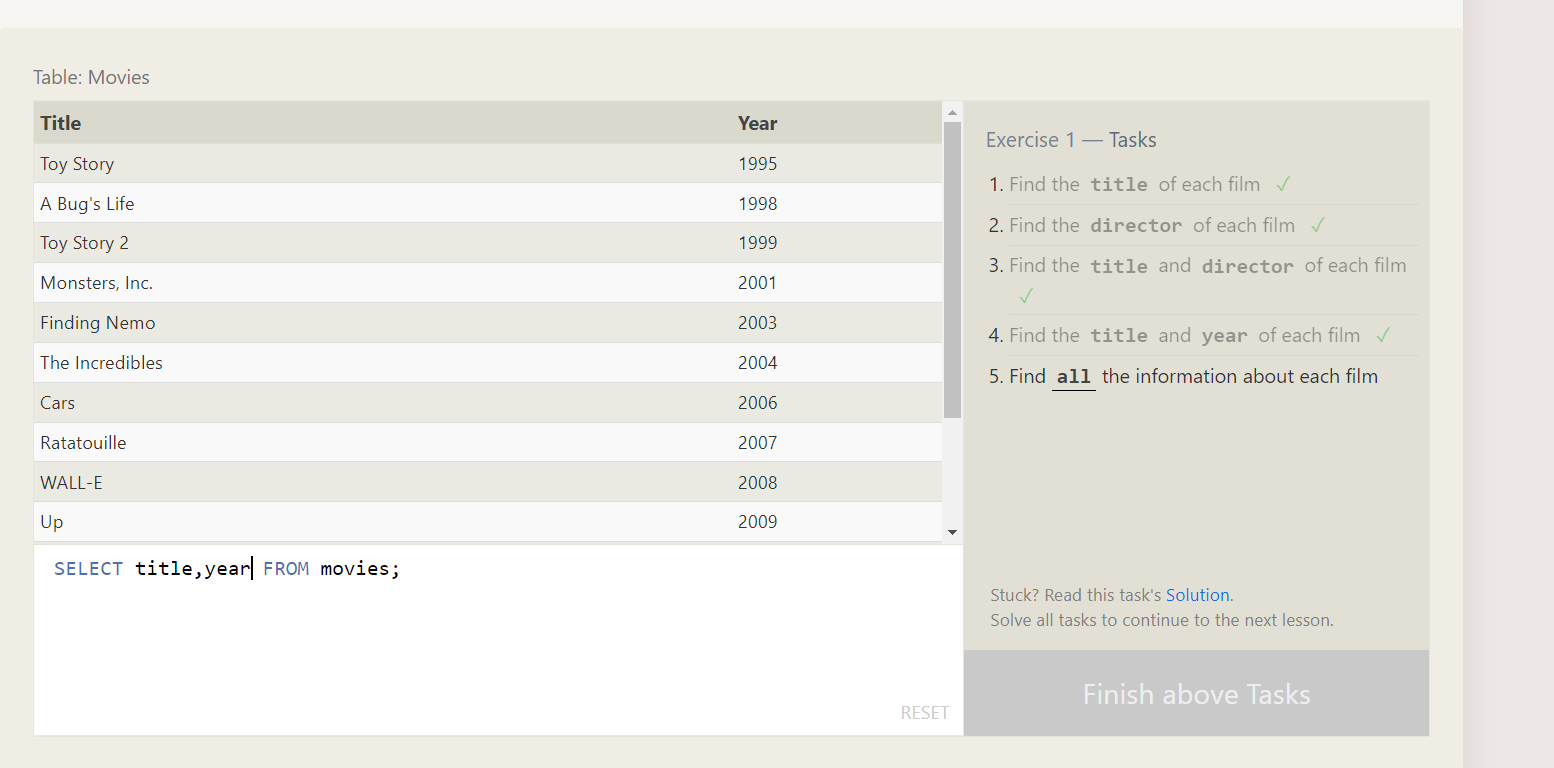 Table: Movies
Title Year
Toy Story 1995
A Bug's Life 1998
Toy Story 2 1999
Monsters, Inc. 2001
Finding Nemo 2003
The Incredibles 2004
Cars 2006
Ratatouille 2007
WALL-E 2008
Up 2009
SELECT title,year FROM movies;
RESET
Exercise 1 — Tasks
1. Find the title of each film ✓
2. Find the director of each film ✓
3. Find the title and director of each film
✓
4. Find the title and year of each film ✓
5. Find all the information about each film
Stuck? Read this task's Solution.
Solve all tasks to continue to the next lesson.
Finish above Tasks